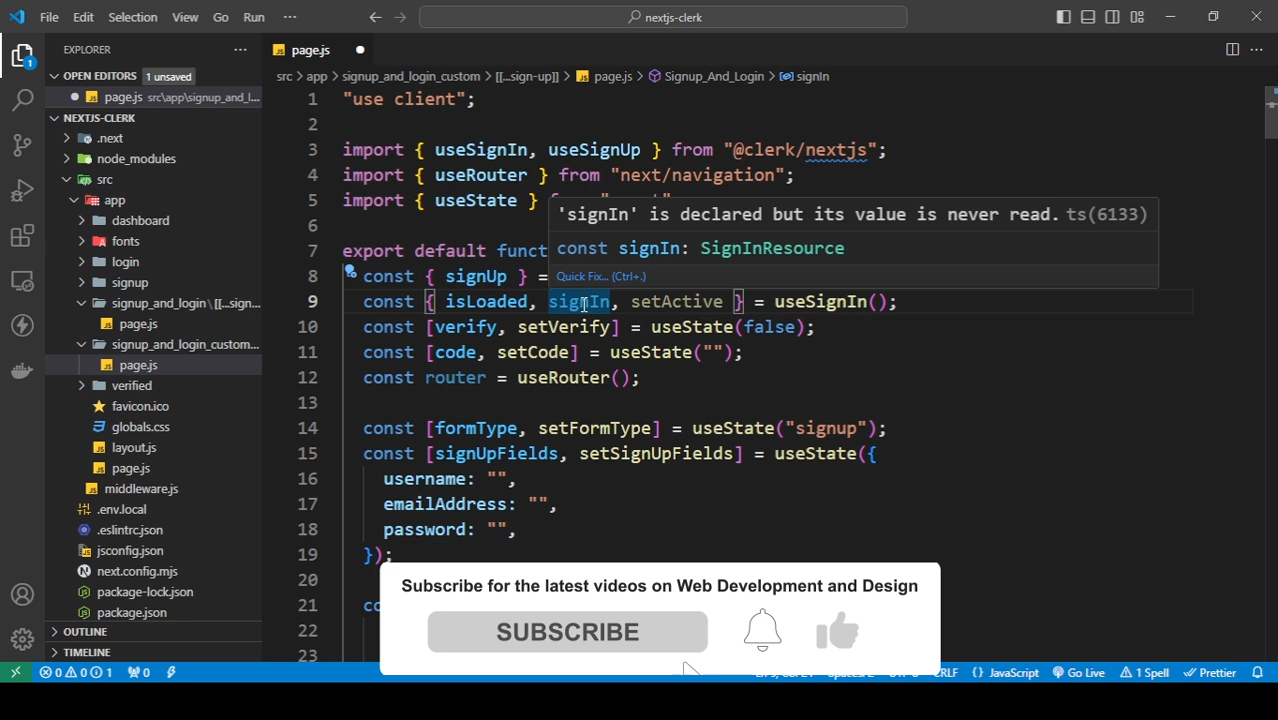 File Edit Selection View Go Run ··· nextjs-clerk
EXPLORER ···
OPEN EDITORS 1 unsaved
page.js src\app\signup_and_l...
NEXTJS-CLERK
.next
node_modules
src
app
dashboard
fonts
login
signup
signup_and_login\[[...sign...
page.js
signup_and_login_custom...
page.js
verified
favicon.ico
globals.css
layout.js
page.js
middleware.js
.env.local
.eslintrc.json
jsconfig.json
next.config.mjs
package-lock.json
package.json
OUTLINE
TIMELINE
page.js
src > app > signup_and_login_custom > [[...sign-up]] > page.js > Signup_And_Login > signIn
1 "use client";
2
3 import { useSignIn, useSignUp } from "@clerk/nextjs";
4 import { useRouter } from "next/navigation";
5 import { useState }
6
7 export default funct
8 const { signUp } =
9 const { isLoaded, signIn, setActive } = useSignIn();
10 const [verify, setVerify] = useState(false);
11 const [code, setCode] = useState("");
12 const router = useRouter();
13
14 const [formType, setFormType] = useState("signup");
15 const [signUpFields, setSignUpFields] = useState({
16 username: "",
17 emailAddress: "",
18 password: "",
19 });
20
21 co
22
23
'signIn' is declared but its value is never read. ts(6133)
const signIn: SignInResource
Quick Fix... (Ctrl+.)
Subscribe for the latest videos on Web Development and Design
SUBSCRIBE
1
0 0 1 0 CRLF {} JavaScript Go Live 1 Spell Prettier